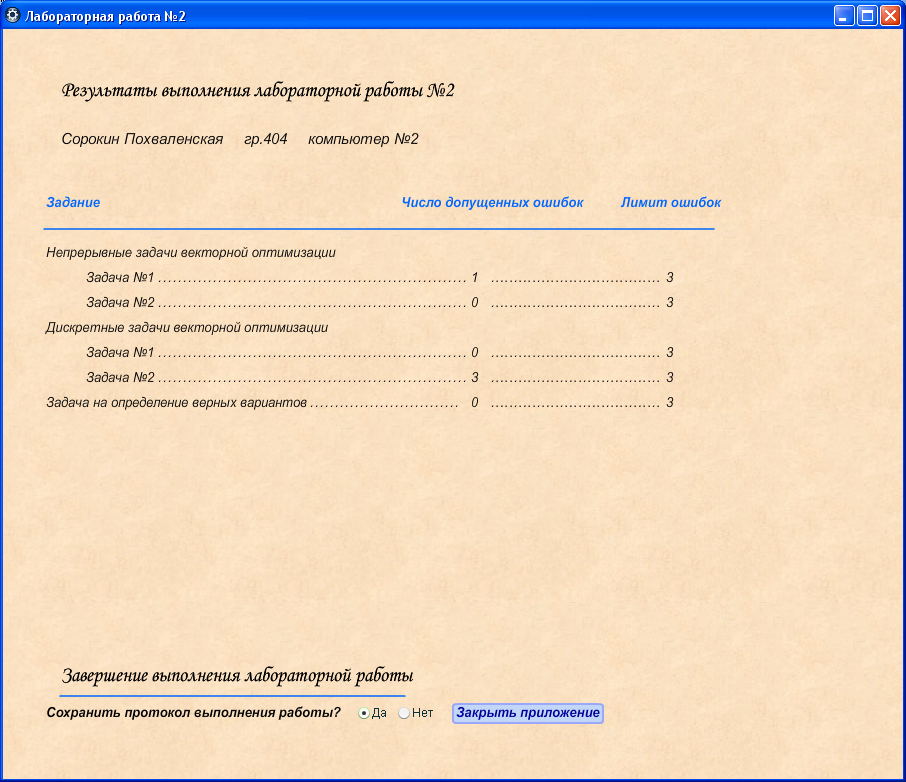 Лабораторная работа №2
Результаты выполнения лабораторной работы №2
Сорокин Похваленская гр.404 компьютер №2
Задание Число допущенных ошибок Лимит ошибок
Непрерывные задачи векторной оптимизации
Задача №1 ............................................................... 1 ..................................... 3
Задача №2 ............................................................... 0 ..................................... 3
Дискретные задачи векторной оптимизации
Задача №1 ............................................................... 0 ..................................... 3
Задача №2 ............................................................... 3 ..................................... 3
Задача на определение верных вариантов .............................. 0 ..................................... 3
Завершение выполнения лабораторной работы
Сохранить протокол выполнения работы? Да Нет Закрыть приложение